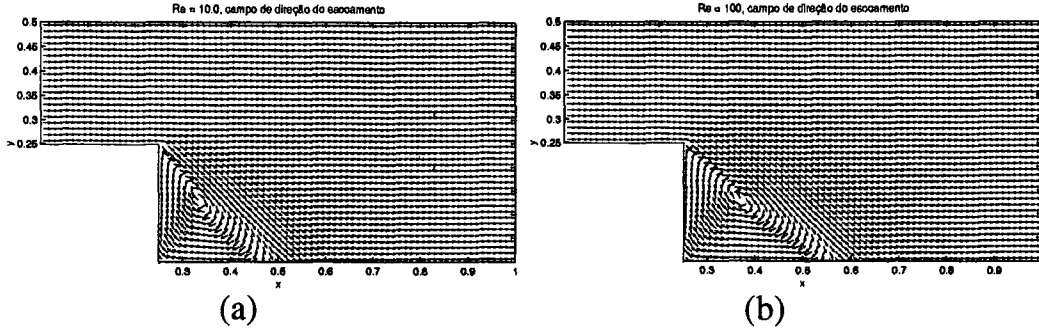 Re = 10.0, campo de direção do escoamento
0.5
0.45
0.4
0.35
0.3
y 0.25
0.3 0.4 0.5 0.6 0.7 0.8 0.9 1
x
(a)
Re = 100, campo de direção do escoamento
0.5
0.45
0.4
0.35
0.3
y 0.25
0.3 0.4 0.5 0.6 0.7 0.8 0.9
x
(b)